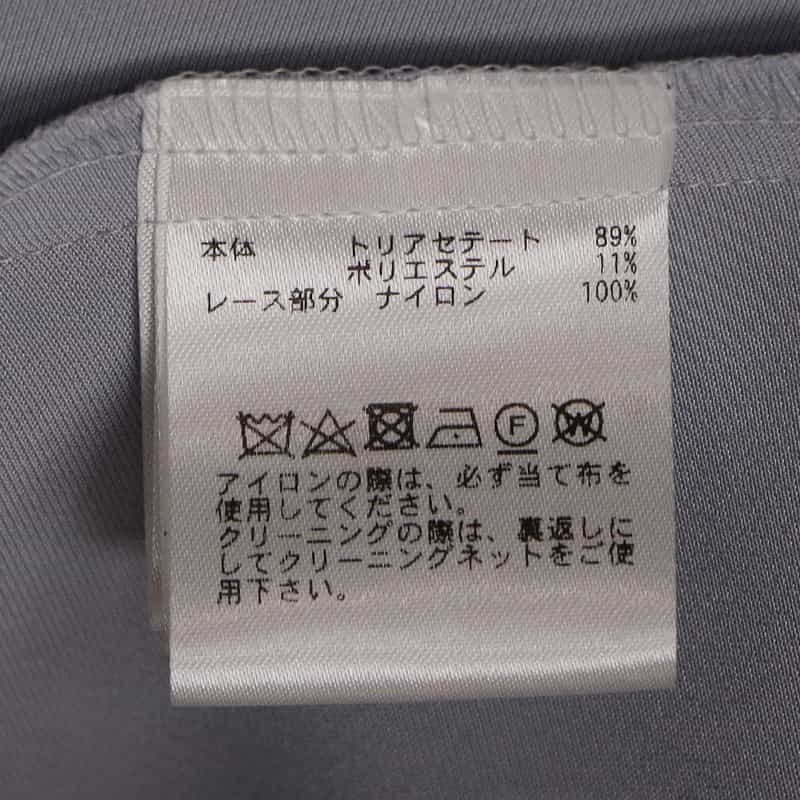 本体 トリアセテート 89%
ポリエステル 11%
レース部分 ナイロン 100%
F W
アイロンの際は、必ず当て布を
使用してください。
クリーニングの際は、裏返しに
してクリーニングネットをご使
用下さい。